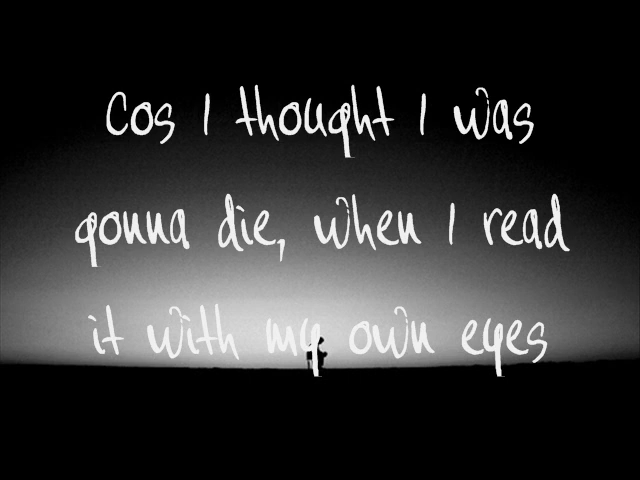 Cos I thought I was
gonna die, when I read
it with my own eyes